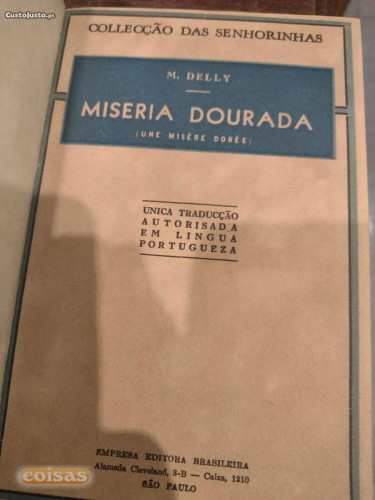 CustoJusto.pt
COLLECÇÃO DAS SENHORINHAS
M. DELLY
MISERIA DOURADA
(UNE MISÈRE DORÉE)
UNICA TRADUCÇÃO
AUTORISADA
EM LINGUA
PORTUGUEZA
EMPRESA EDITORA BRASILEIRA
Alameda Cleveland, 3-B — Caixa, 1210
SÃO PAULO
coisas